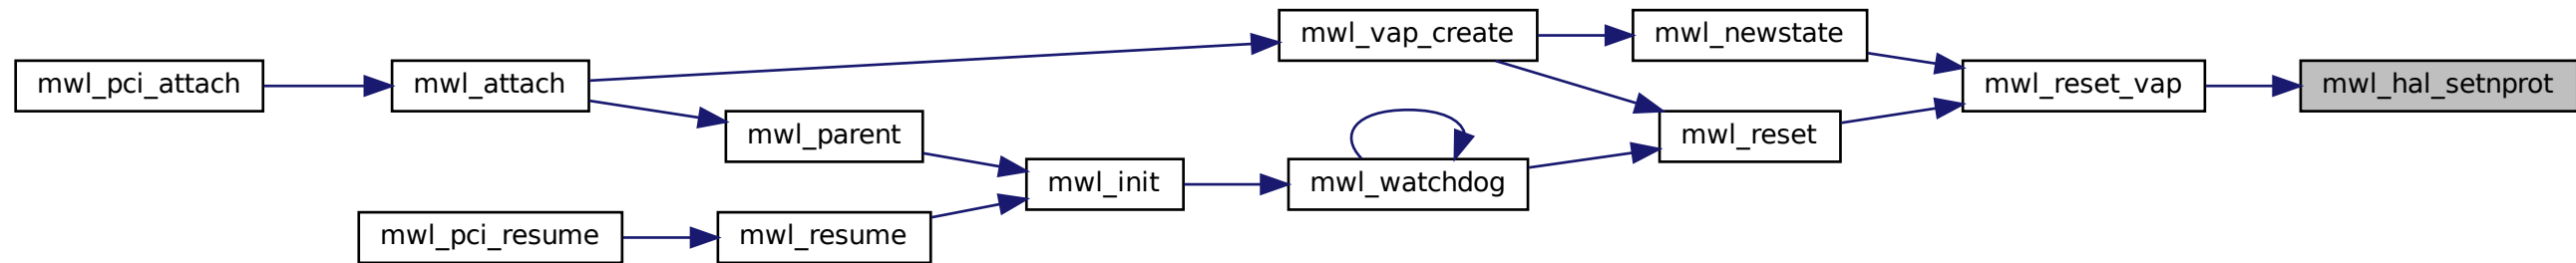 mwl_vap_create
mwl_newstate
mwl_pci_attach
mwl_attach
mwl_reset_vap
mwl_hal_setnprot
mwl_parent
mwl_reset
mwl_init
mwl_watchdog
mwl_pci_resume
mwl_resume